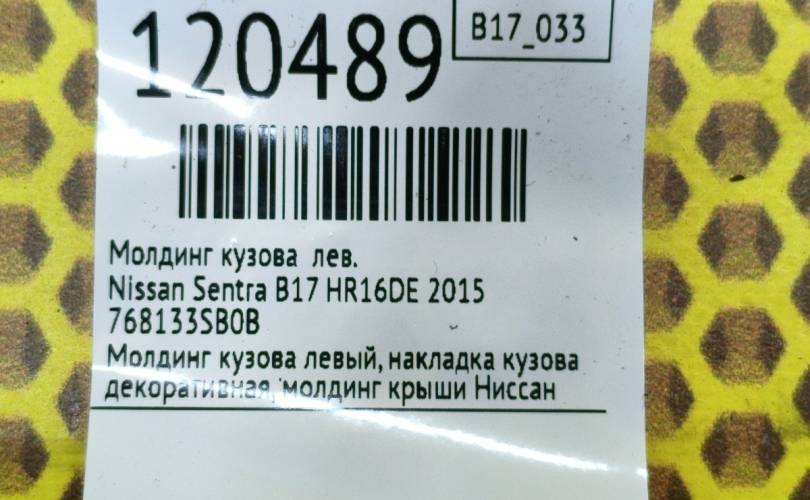 120489
B17_033
Молдинг кузова лев.
Nissan Sentra B17 HR16DE 2015
768133SB0B
Молдинг кузова левый, накладка кузова
декоративная, молдинг крыши Ниссан